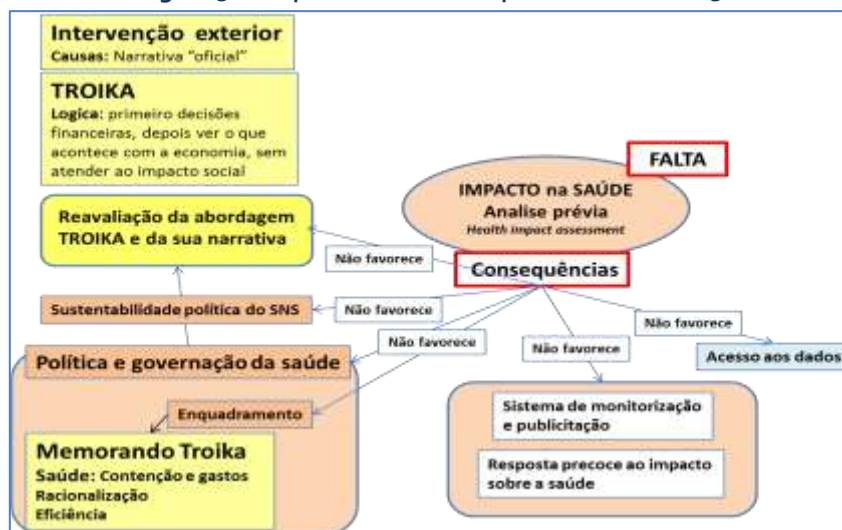 Intervenção exterior
Causas: Narrativa “oficial”
TROIKA
Logica: primeiro decisões
financeiras, depois ver o que
acontece com a economia, sem
atender ao impacto social
FALTA
IMPACTO na SAÚDE
Analise prévia
Health impact assessment
Reavaliação da abordagem
TROIKA e da sua narrativa
Não favorece
Consequências
Sustentabilidade política do SNS
Não favorece
Não favorece
Não favorece
Não favorece
Política e governação da saúde
Acesso aos dados
Enquadramento
Memorando Troika
Saúde: Contenção e gastos
Racionalização
Eficiência
Sistema de monitorização
e publicitação
Resposta precoce ao impacto
sobre a saúde